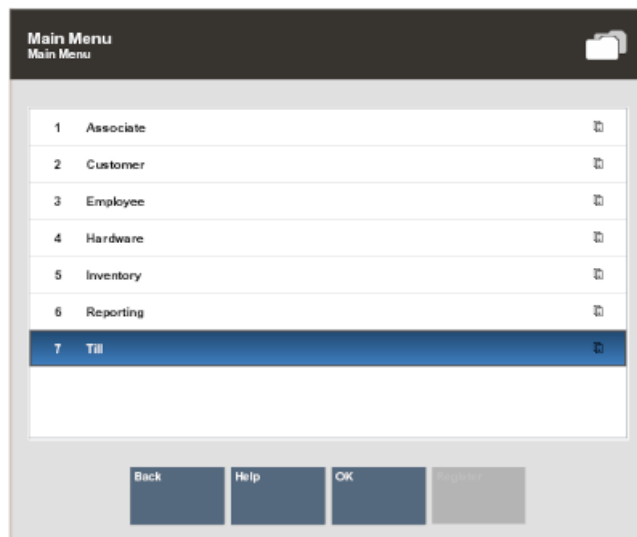 Main Menu
Main Menu
1 Associate
2 Customer
3 Employee
4 Hardware
5 Inventory
6 Reporting
7 Till
Back Help OK Register